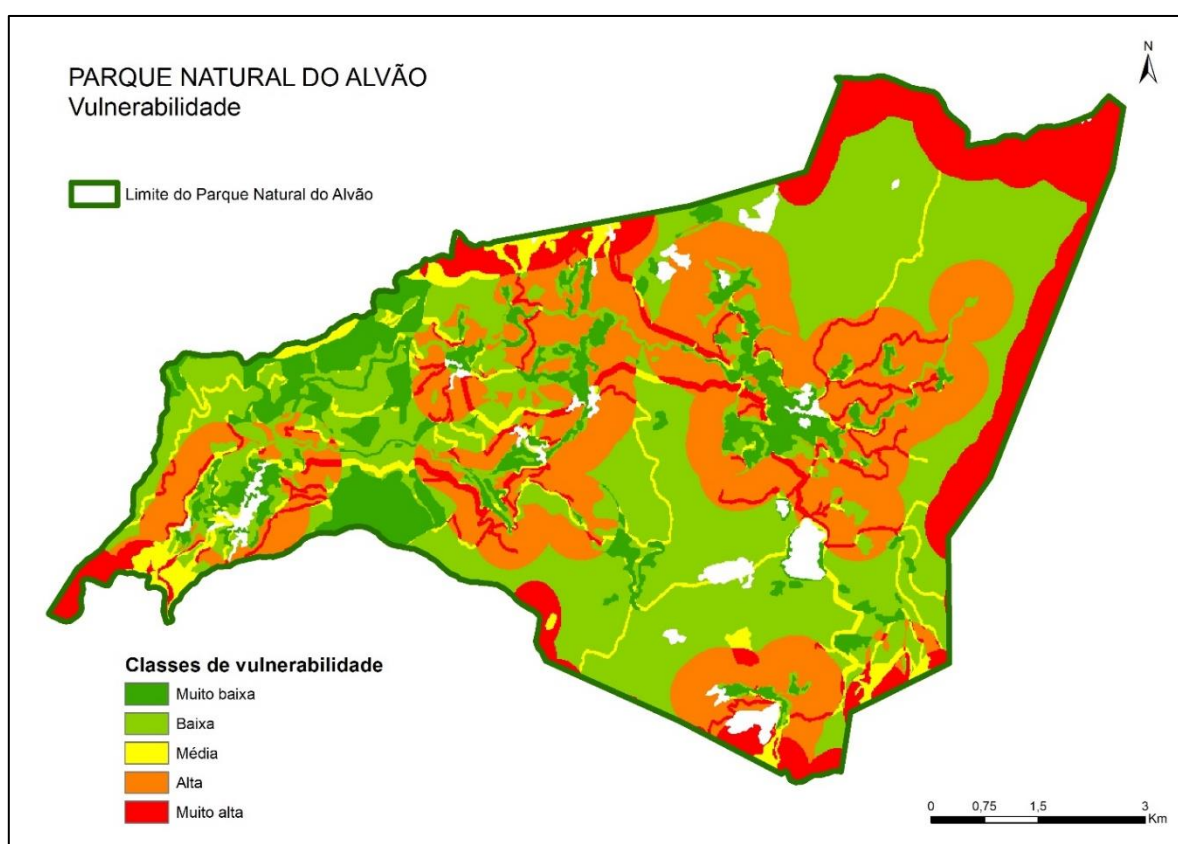 PARQUE NATURAL DO ALVÃO
Vulnerabilidade
N
Limite do Parque Natural do Alvão
Classes de vulnerabilidade
Muito baixa
Baixa
Média
Alta
Muito alta
0 0,75 1,5 3
Km